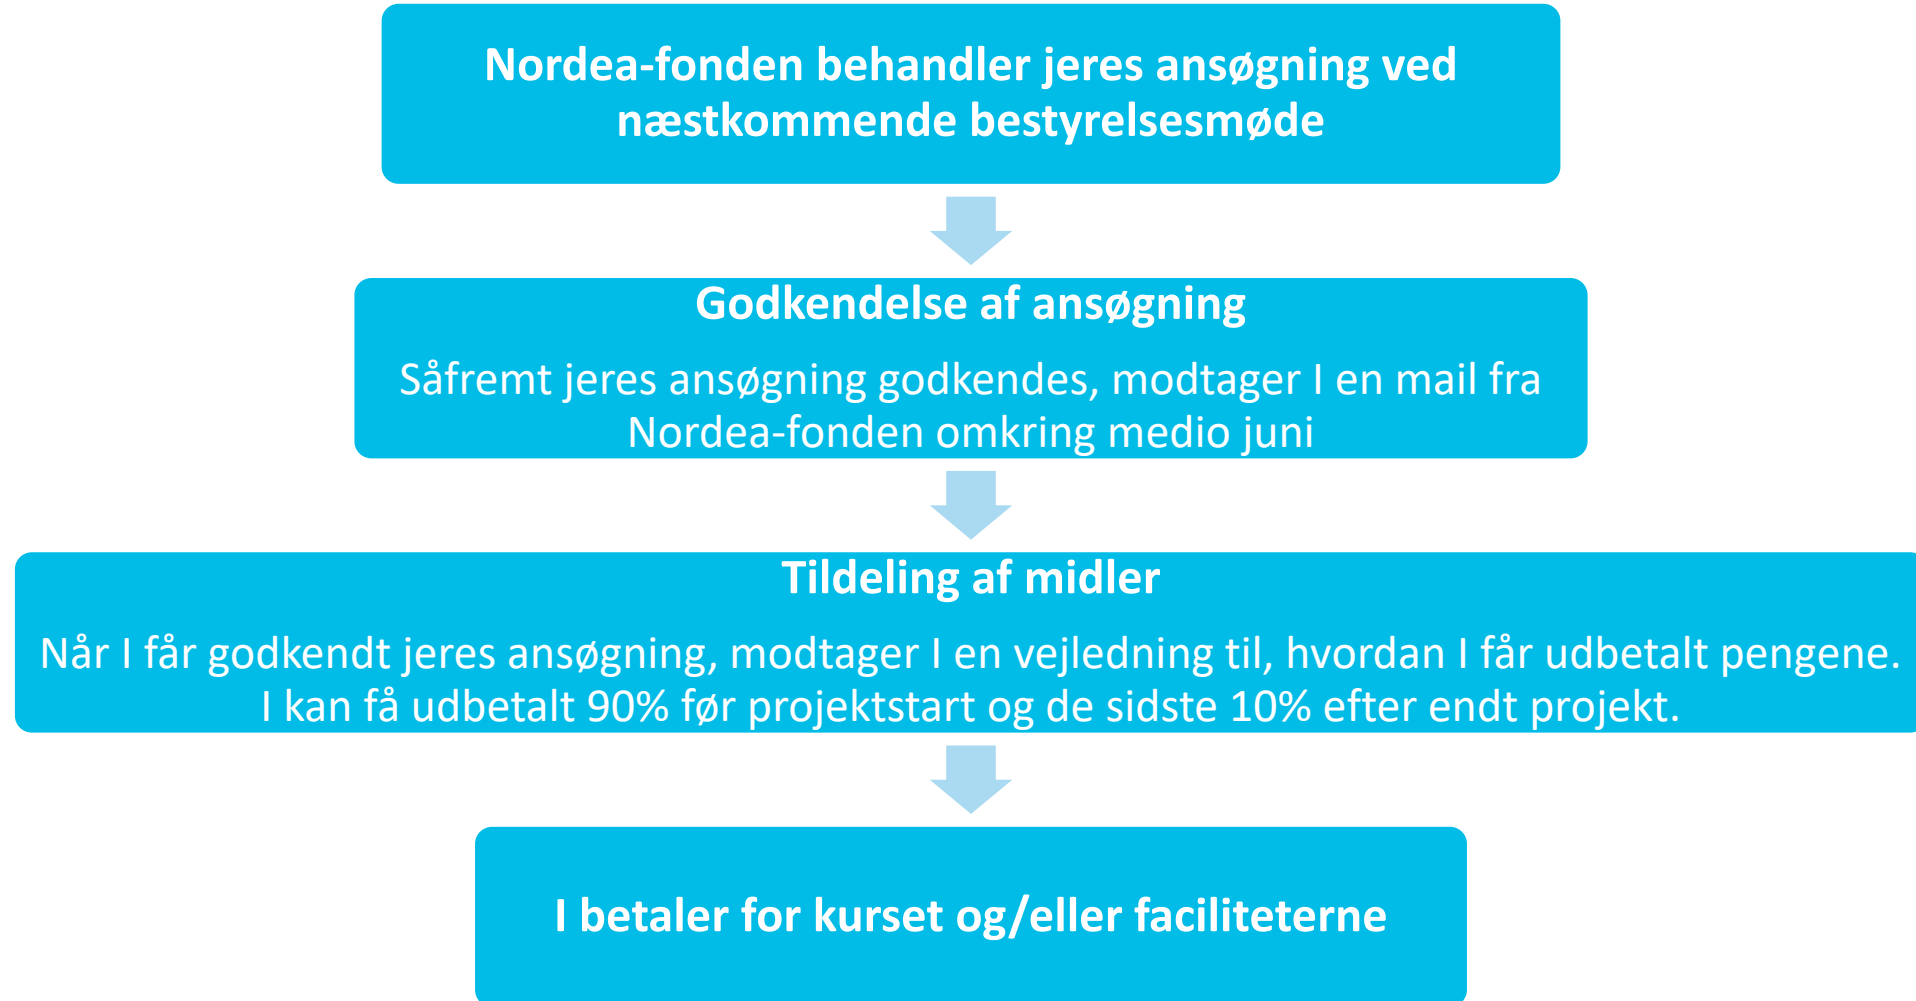 Nordea-fonden behandler jeres ansøgning ved
næstkommende bestyrelsesmøde
Godkendelse af ansøgning
Såfremt jeres ansøgning godkendes, modtager I en mail fra
Nordea-fonden omkring medio juni
Tildeling af midler
Når I får godkendt jeres ansøgning, modtager I en vejledning til, hvordan I får udbetalt pengene.
I kan få udbetalt 90% før projektstart og de sidste 10% efter endt projekt.
I betaler for kurset og/eller faciliteterne